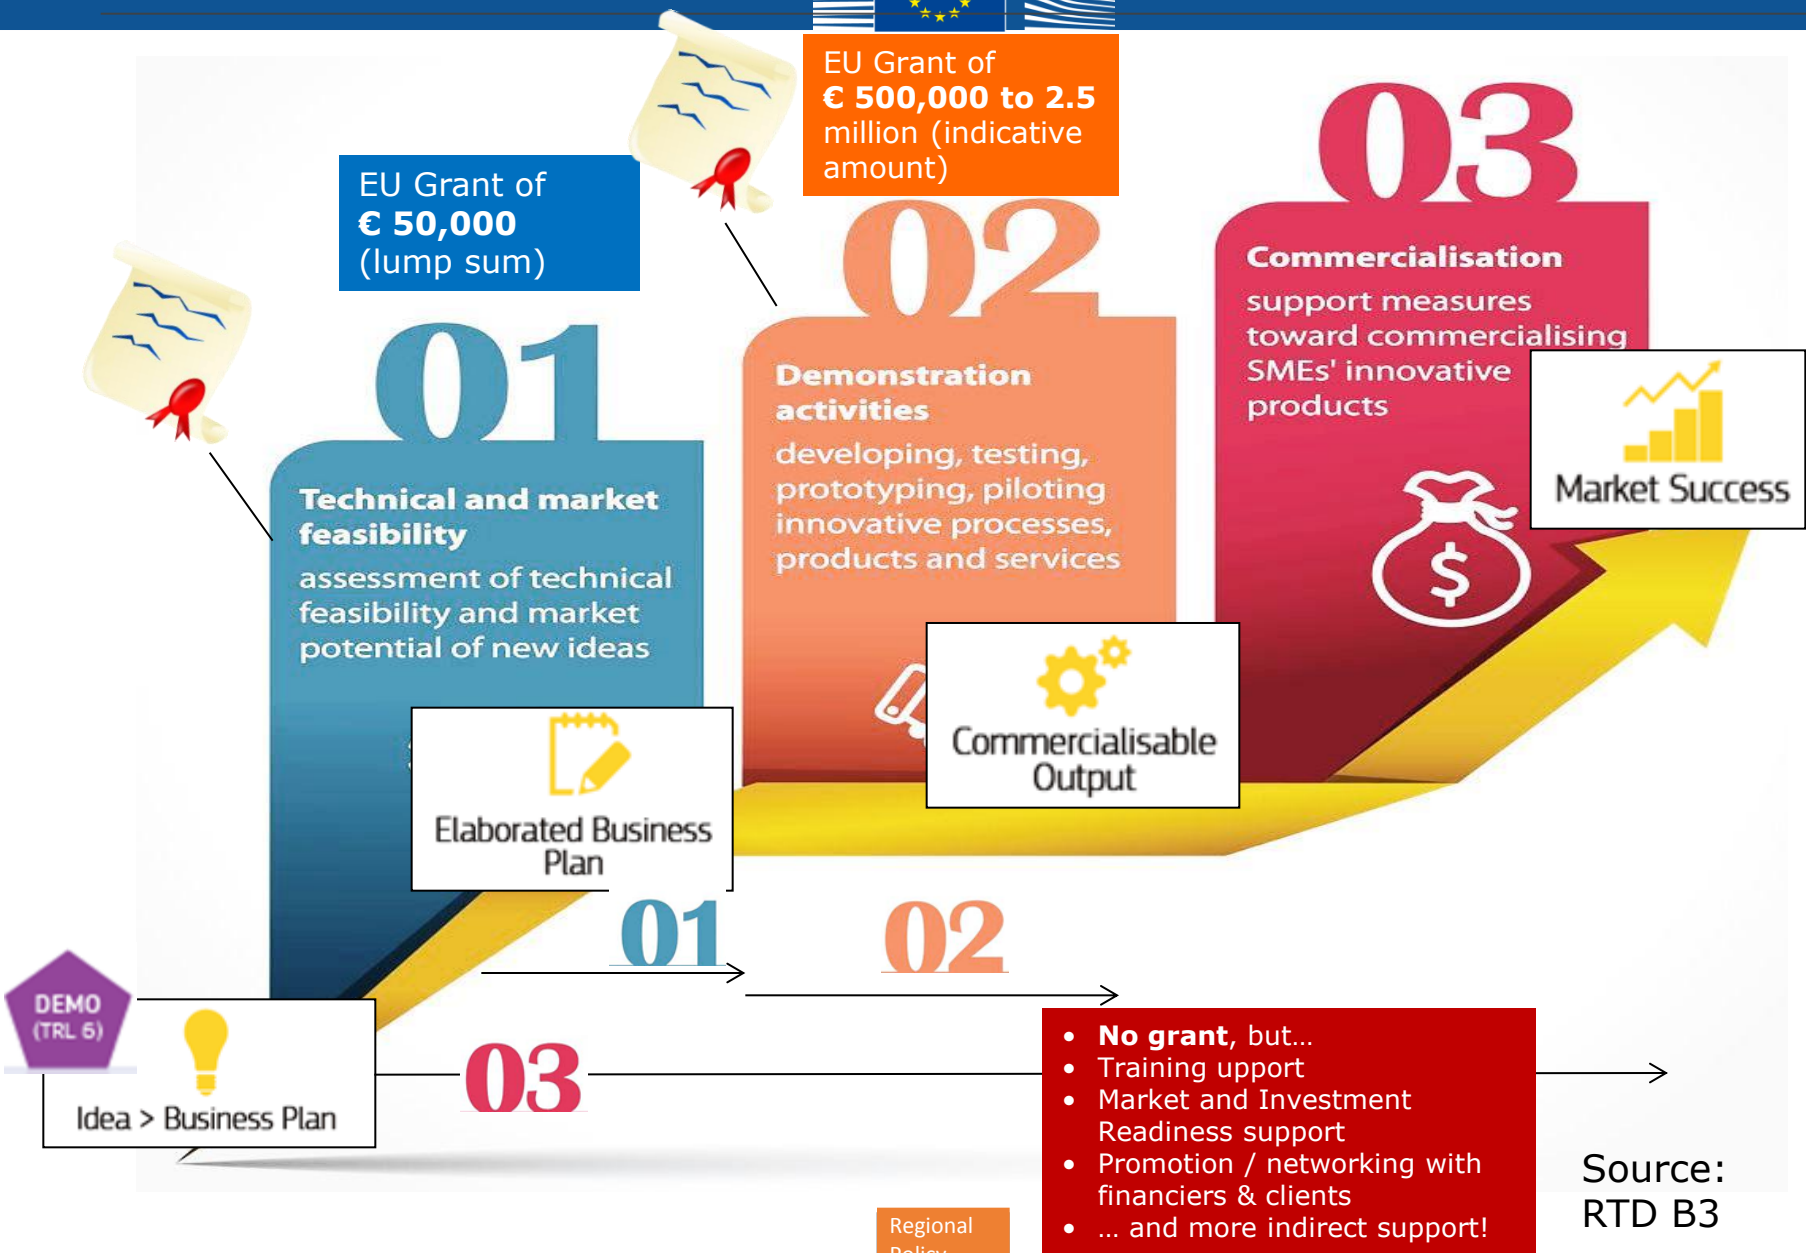 EU Grant of
€ 500,000 to 2.5
million (indicative
amount)
EU Grant of
€ 50,000
(lump sum)
01
Technical and market
feasibility
assessment of technical
feasibility and market
potential of new ideas
02
Demonstration
activities
developing, testing,
prototyping, piloting
innovative processes,
products and services
03
Commercialisation
support measures
toward commercialising
SMEs' innovative
products
$
Market Success
Commercialisable
Output
Elaborated Business
Plan
01
02
DEMO
(TRL 6)
Idea > Business Plan
03
• No grant, but…
• Training upport
• Market and Investment
Readiness support
• Promotion / networking with
financiers & clients
• … and more indirect support!
Source:
RTD B3
Regional
Policy